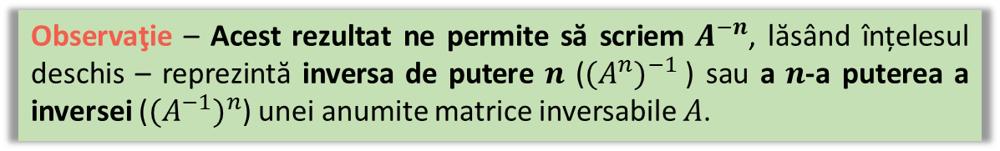 Observaţie – Acest rezultat ne permite să scriem $A^{-n}$, lăsând înțelesul
deschis – reprezintă inversa de putere $n$ ($(A^n)^{-1}$ ) sau a $n$-a puterea a
inversei ($(A^{-1})^n$) unei anumite matrice inversabile $A$.